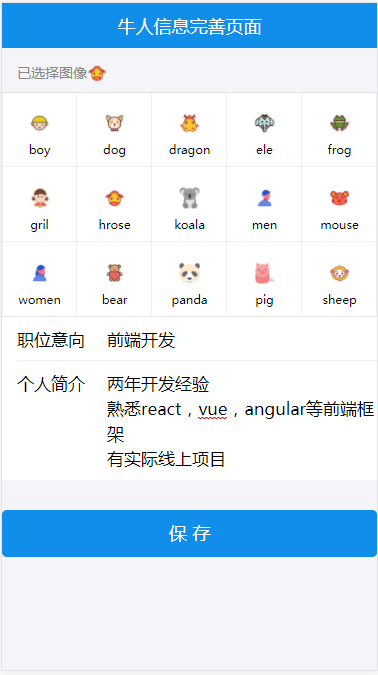 牛人信息完善页面
已选择图像
boy dog dragon ele frog
gril hrose koala men mouse
women bear panda pig sheep
职位意向 前端开发
个人简介 两年开发经验
熟悉react，vue，angular等前端框
架
有实际线上项目
保 存